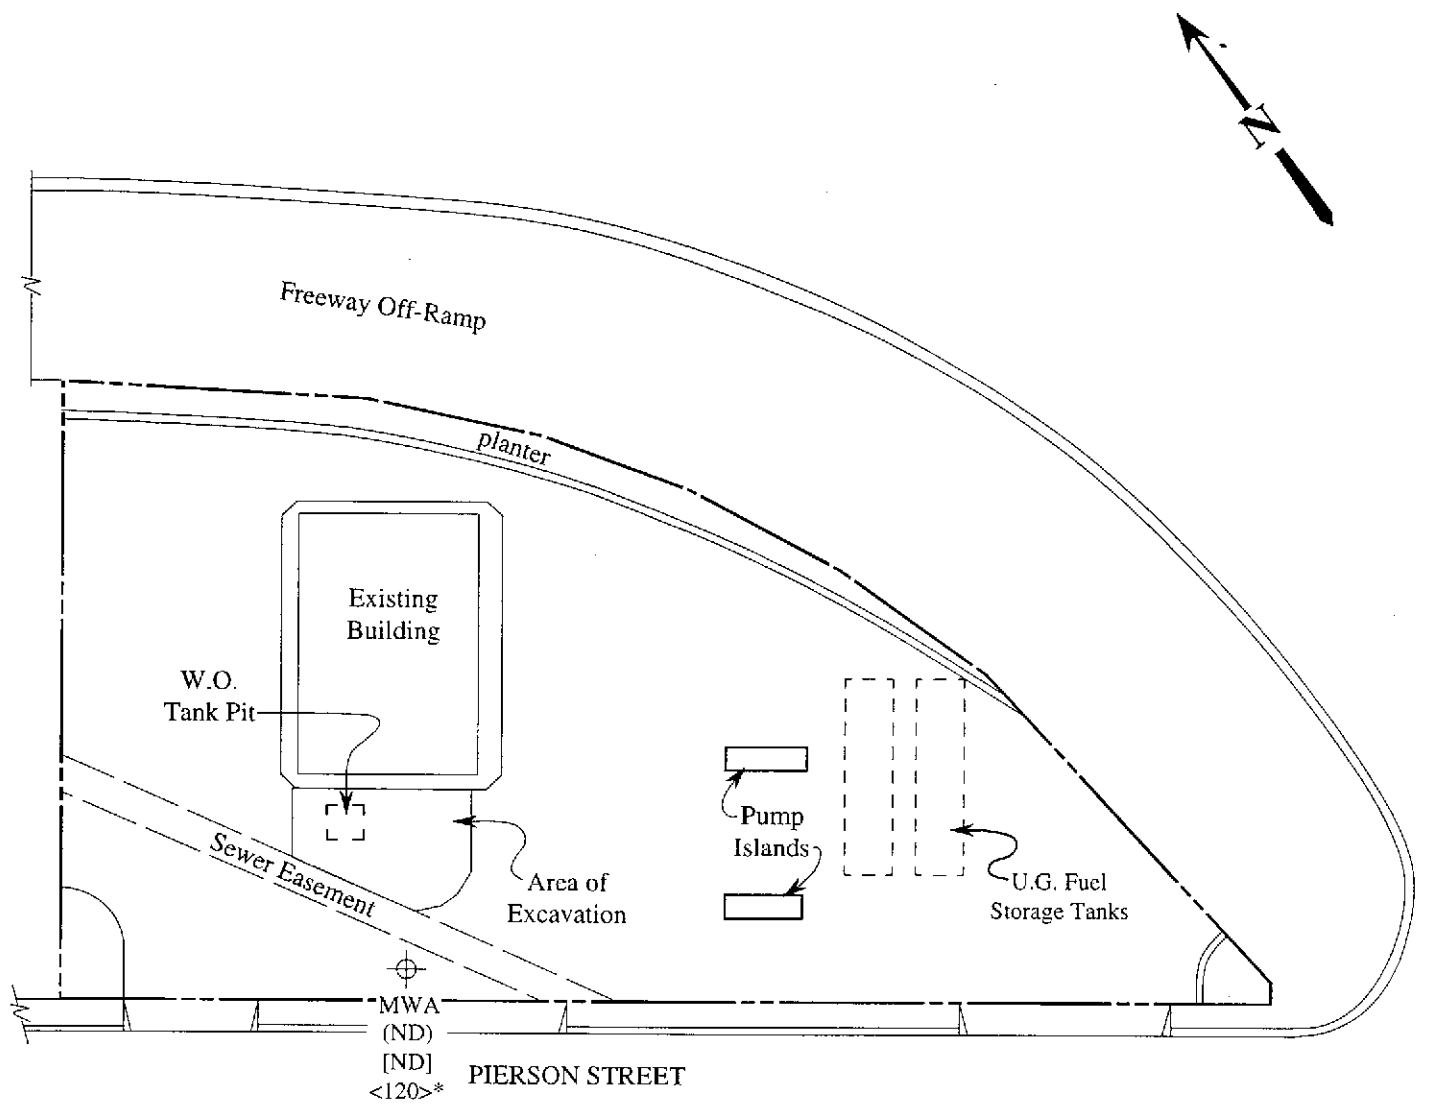 N
Freeway Off-Ramp
planter
Existing
Building
W.O.
Tank Pit
Pump
Islands
Sewer Easement
Area of
Excavation
U.G. Fuel
Storage Tanks
MWA
(ND)
[ND]
<120>*
PIERSON STREET